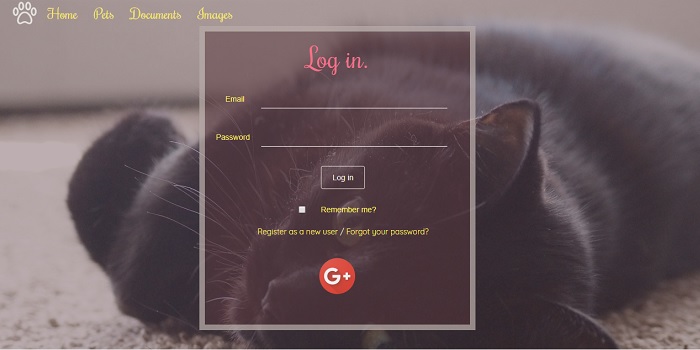 Home Pets Documents Images
Log in.
Email
Password
Log in
Remember me?
Register as a new user / Forgot your password?
G+